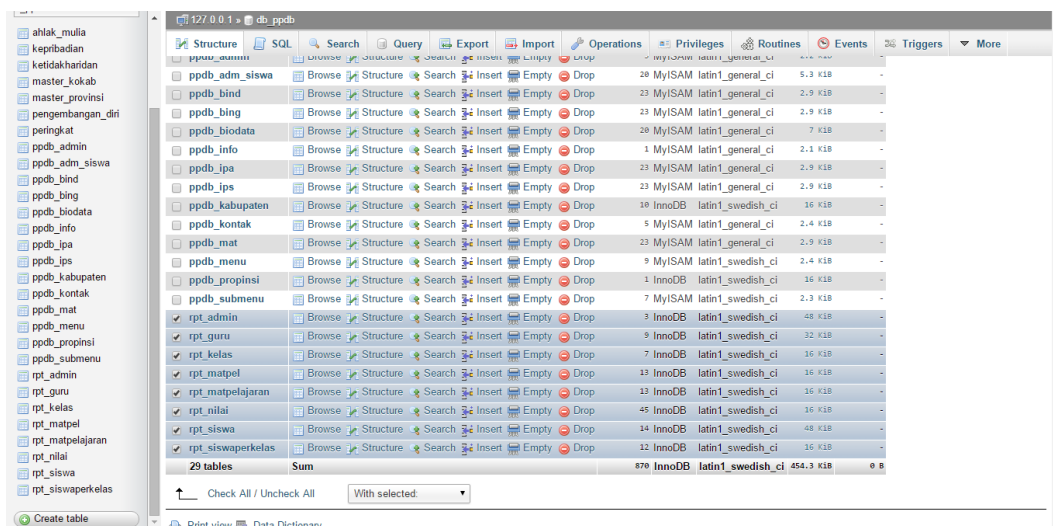 127.0.0.1 » db_ppdb
Structure SQL Search Query Export Import Operations Privileges Routines Events Triggers More
ahlak_mulia
kepribadian
ketidakharidan
master_kokab
master_provinsi
pengembangan_diri
peringkat
ppdb_admin
ppdb_adm_siswa
ppdb_bind
ppdb_bing
ppdb_biodata
ppdb_info
ppdb_ipa
ppdb_ips
ppdb_kabupaten
ppdb_kontak
ppdb_mat
ppdb_menu
ppdb_propinsi
ppdb_submenu
rpt_admin
rpt_guru
rpt_kelas
rpt_matpel
rpt_matpelajaran
rpt_nilai
rpt_siswa
rpt_siswaperkelas
Create table
ppdb_admin Browse Structure Search Insert Empty Drop MyISAM latin1_general_ci
ppdb_adm_siswa Browse Structure Search Insert Empty Drop 20 MyISAM latin1_general_ci 5.3 KiB -
ppdb_bind Browse Structure Search Insert Empty Drop 23 MyISAM latin1_general_ci 2.9 KiB -
ppdb_bing Browse Structure Search Insert Empty Drop 23 MyISAM latin1_general_ci 2.9 KiB -
ppdb_biodata Browse Structure Search Insert Empty Drop 20 MyISAM latin1_general_ci 7 KiB -
ppdb_info Browse Structure Search Insert Empty Drop 1 MyISAM latin1_general_ci 2.1 KiB -
ppdb_ipa Browse Structure Search Insert Empty Drop 23 MyISAM latin1_general_ci 2.9 KiB -
ppdb_ips Browse Structure Search Insert Empty Drop 23 MyISAM latin1_general_ci 2.9 KiB -
ppdb_kabupaten Browse Structure Search Insert Empty Drop 10 InnoDB latin1_swedish_ci 16 KiB -
ppdb_kontak Browse Structure Search Insert Empty Drop 5 MyISAM latin1_general_ci 2.4 KiB -
ppdb_mat Browse Structure Search Insert Empty Drop 23 MyISAM latin1_general_ci 2.9 KiB -
ppdb_menu Browse Structure Search Insert Empty Drop 9 MyISAM latin1_swedish_ci 2.4 KiB -
ppdb_propinsi Browse Structure Search Insert Empty Drop 1 InnoDB latin1_swedish_ci 16 KiB -
ppdb_submenu Browse Structure Search Insert Empty Drop 7 MyISAM latin1_swedish_ci 2.3 KiB -
rpt_admin Browse Structure Search Insert Empty Drop 3 InnoDB latin1_swedish_ci 48 KiB -
rpt_guru Browse Structure Search Insert Empty Drop 9 InnoDB latin1_swedish_ci 32 KiB -
rpt_kelas Browse Structure Search Insert Empty Drop 7 InnoDB latin1_swedish_ci 16 KiB -
rpt_matpel Browse Structure Search Insert Empty Drop 13 InnoDB latin1_swedish_ci 16 KiB -
rpt_matpelajaran Browse Structure Search Insert Empty Drop 13 InnoDB latin1_swedish_ci 16 KiB -
rpt_nilai Browse Structure Search Insert Empty Drop 45 InnoDB latin1_swedish_ci 16 KiB -
rpt_siswa Browse Structure Search Insert Empty Drop 14 InnoDB latin1_swedish_ci 48 KiB -
rpt_siswaperkelas Browse Structure Search Insert Empty Drop 12 InnoDB latin1_swedish_ci 16 KiB -
29 tables Sum 870 InnoDB latin1_swedish_ci 454.3 KiB 0 B
Check All / Uncheck All With selected:
Print view Data Dictionary